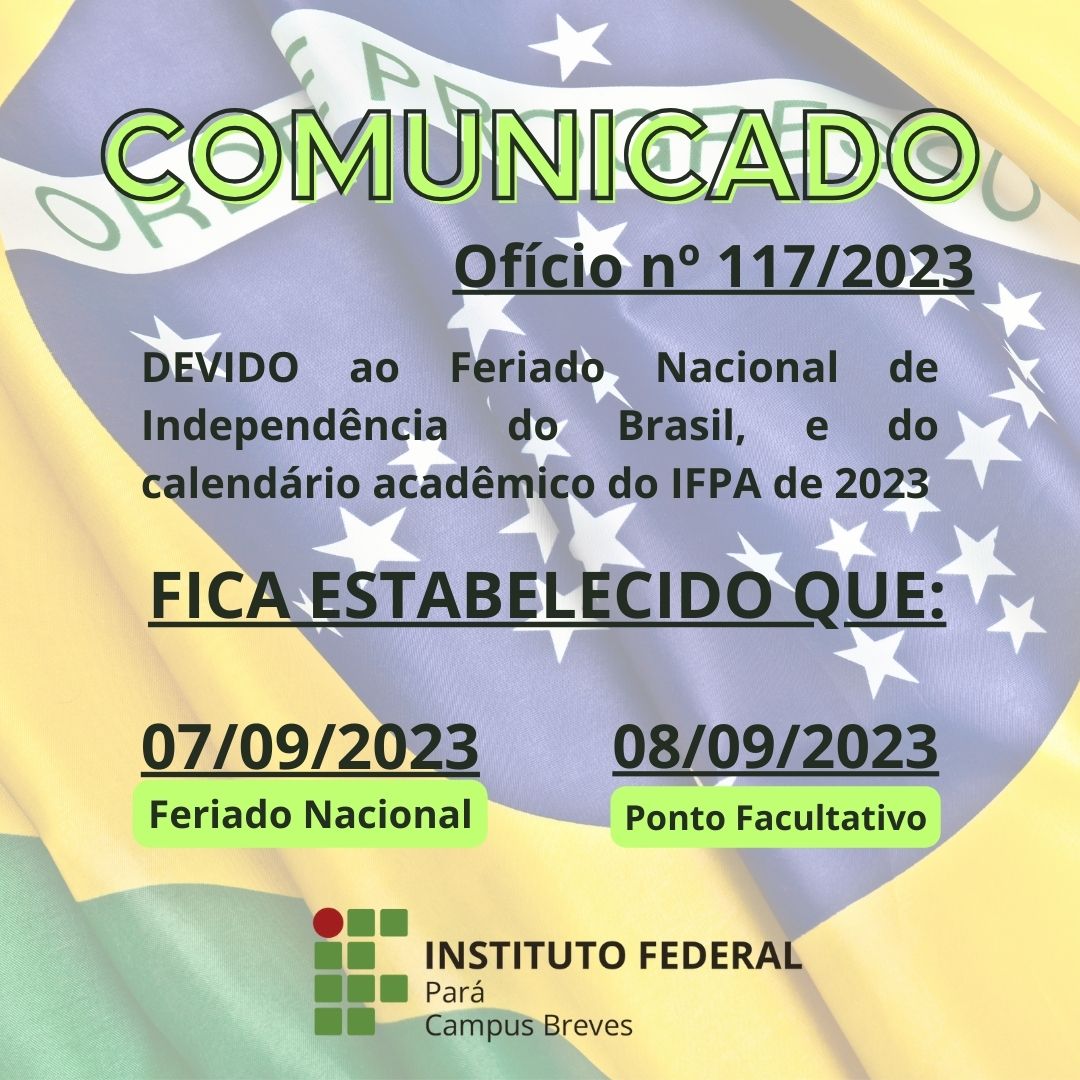 ORDEM E PROGRESSO
COMUNICADO
Ofício nº 117/2023
DEVIDO ao Feriado Nacional de
Independência do Brasil, e do
calendário acadêmico do IFPA de 2023
FICA ESTABELECIDO QUE:
07/09/2023
08/09/2023
Feriado Nacional
Ponto Facultativo
INSTITUTO FEDERAL
Pará
Campus Breves